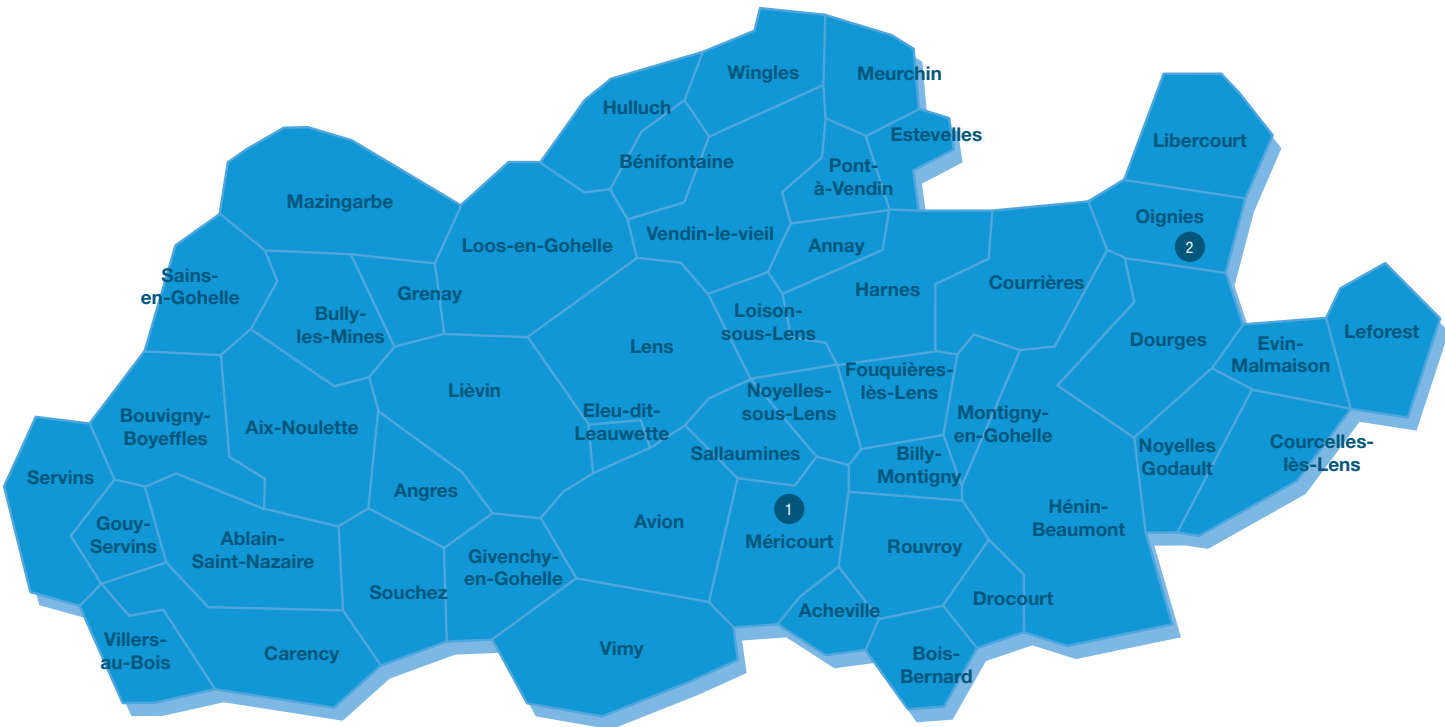 Wingles
Meurchin
Hulluch
Estevelles
Libercourt
Bénifontaine
Pont-
à-Vendin
Mazingarbe
Oignies
2
Vendin-le-vieil
Loos-en-Gohelle
Annay
Sains-
en-Gohelle
Grenay
Harnes
Courrières
Bully-
les-Mines
Loison-
sous-Lens
Lens
Dourges
Evin-
Malmaison
Leforest
Lièvin
Noyelles-
sous-Lens
Fouquières-
lès-Lens
Bouvigny-
Boyeffles
Aix-Noulette
Eleu-dit-
Leauwette
Montigny-
en-Gohelle
Noyelles
Godault
Courcelles-
lès-Lens
Sallaumines
Billy-
Montigny
Servins
Angres
Hénin-
Beaumont
1
Méricourt
Avion
Gouy-
Servins
Ablain-
Saint-Nazaire
Rouvroy
Givenchy-
en-Gohelle
Souchez
Drocourt
Acheville
Villers-
au-Bois
Carency
Vimy
Bois-
Bernard